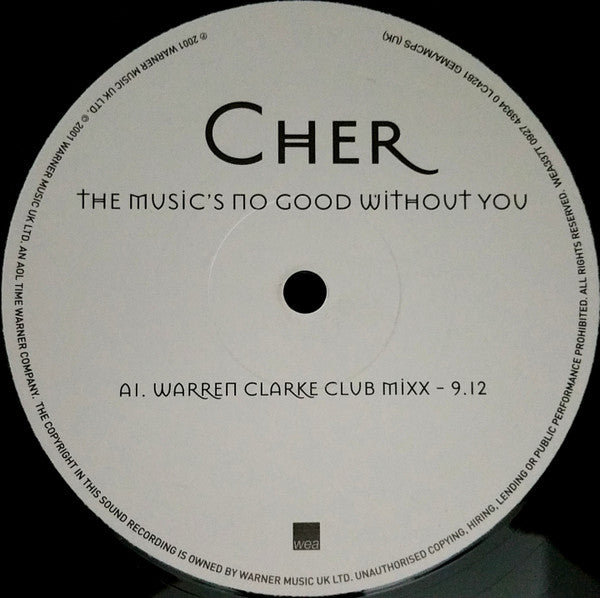 CHER
THE MUSIC'S NO GOOD WITHOUT YOU
A1. WARREN CLARKE CLUB MIXX - 9.12
wea
℗ 2001 WARNER MUSIC UK LTD. © 2001 WARNER MUSIC UK LTD. AN AOL TIME WARNER COMPANY. THE COPYRIGHT IN THIS SOUND RECORDING IS OWNED BY WARNER MUSIC UK LTD. UNAUTHORISED COPYING, HIRING, LENDING OR PUBLIC PERFORMANCE PROHIBITED. ALL RIGHTS RESERVED. WEA337T 0927 43934 0 LC4281 GEMA/MCPS (UK)